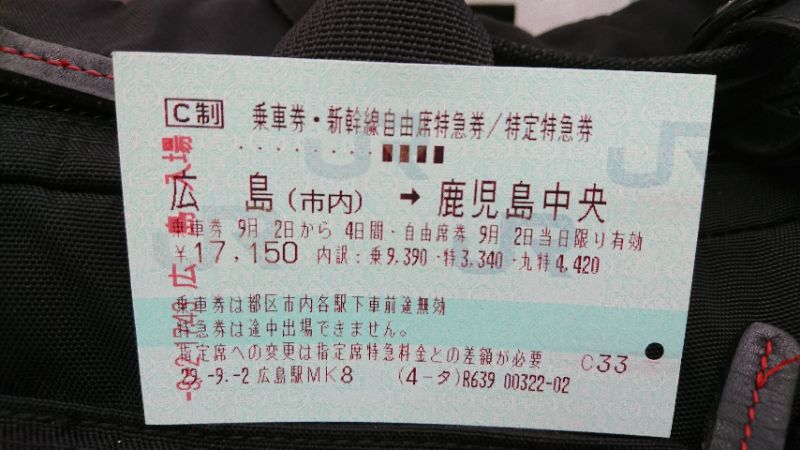 C制 乗車券・新幹線自由席特急券/特定特急券
広島(市内) → 鹿児島中央
乗車券 9月 2日から 4日間・自由席券 9月 2日当日限り有効
¥17,150 内訳:乗9,390・特3,340・九特4,420
乗車券は都区市内各駅下車前途無効
特急券は途中出場できません。
指定席への変更は指定席特急料金との差額が必要 C33
29.-9.-2 広島駅MK8 (4-タ)R639 00322-02
広島入場